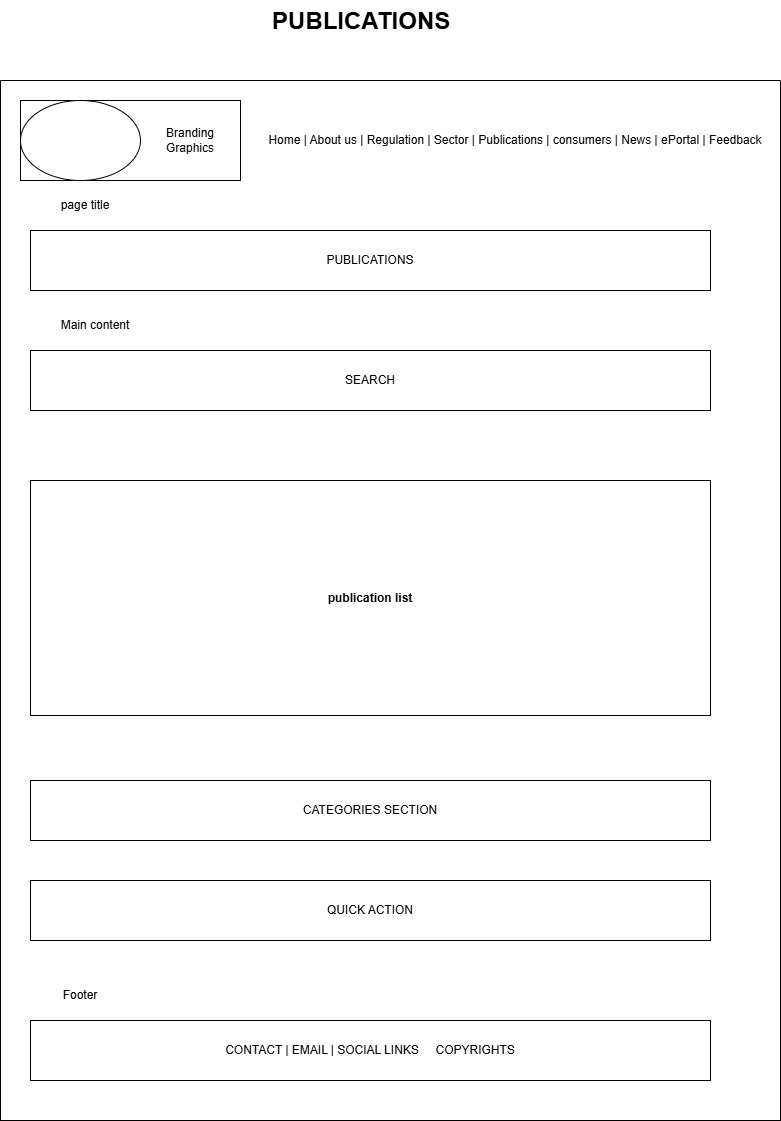 PUBLICATIONS
Branding
Graphics
Home | About us | Regulation | Sector | Publications | consumers | News | ePortal | Feedback
page title
PUBLICATIONS
Main content
SEARCH
publication list
CATEGORIES SECTION
QUICK ACTION
Footer
CONTACT | EMAIL | SOCIAL LINKS COPYRIGHTS